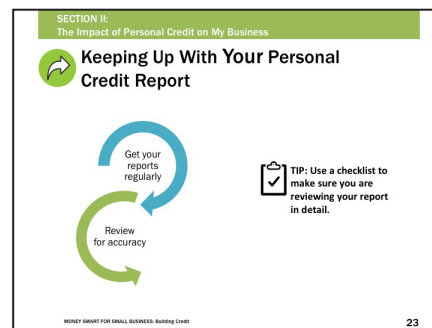 SECTION II:
The Impact of Personal Credit on My Business
Keeping Up With Your Personal
Credit Report
Get your
reports
regularly
Review
for accuracy
TIP: Use a checklist to
make sure you are
reviewing your report
in detail.
MONEY SMART FOR SMALL BUSINESS: Building Credit
23